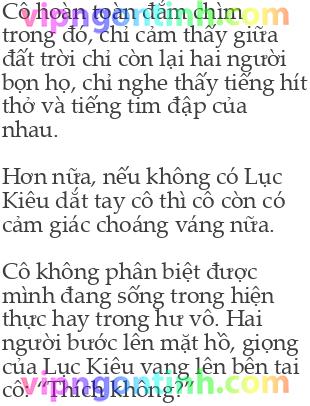 Cô hoàn toàn đắm chìm
vipngontinh.com
trong đó, chỉ cảm thấy giữa
đất trời chỉ còn lại hai người
bọn họ, chỉ nghe thấy tiếng hít
thở và tiếng tim đập của
nhau.
Hơn nữa, nếu không có Lục
Kiêu dắt tay cô thì cô còn có
cảm giác choáng váng nữa.
Cô không phân biệt được
mình đang sống trong hiện
thực hay trong hư vô. Hai
người bước lên mặt hồ, giọng
của Lục Kiêu vang lên bên tai
vipngontinh.com
cô: “Thích không?”